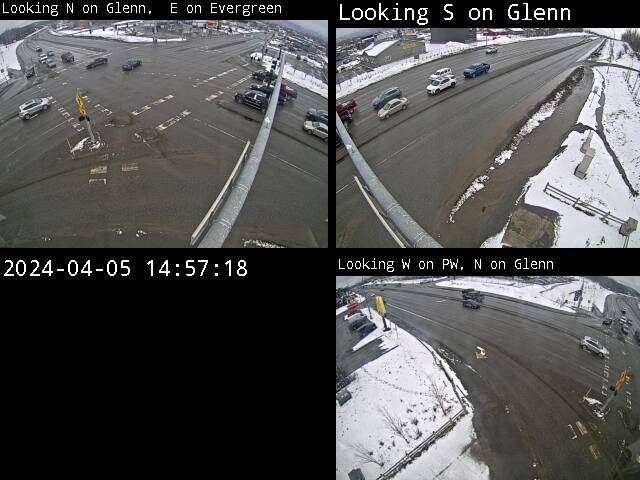 Looking N on Glenn,  E on Evergreen
Looking S on Glenn
2024-04-05 14:57:18
Looking W on PW, N on Glenn